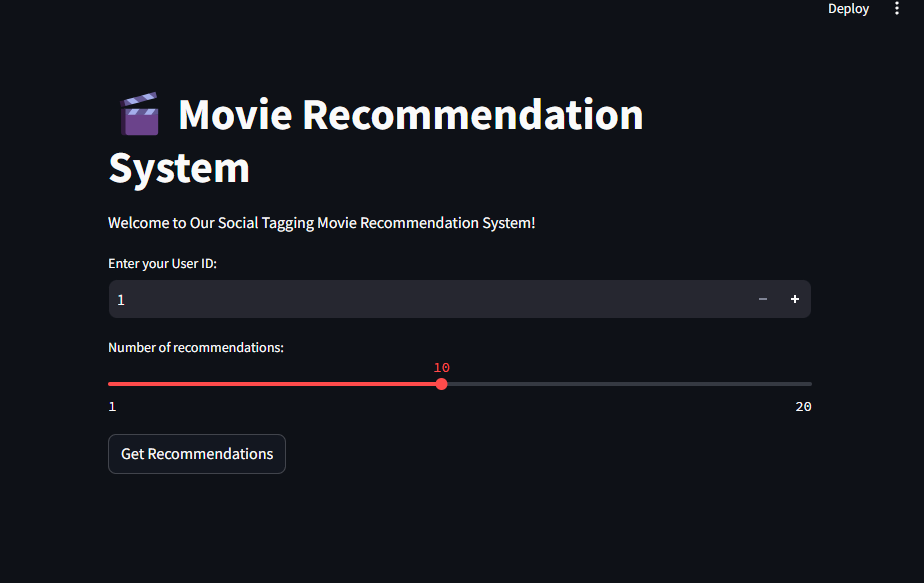 Deploy
Movie Recommendation
System
Welcome to Our Social Tagging Movie Recommendation System!
Enter your User ID:
1
Number of recommendations:
10
1 20
Get Recommendations